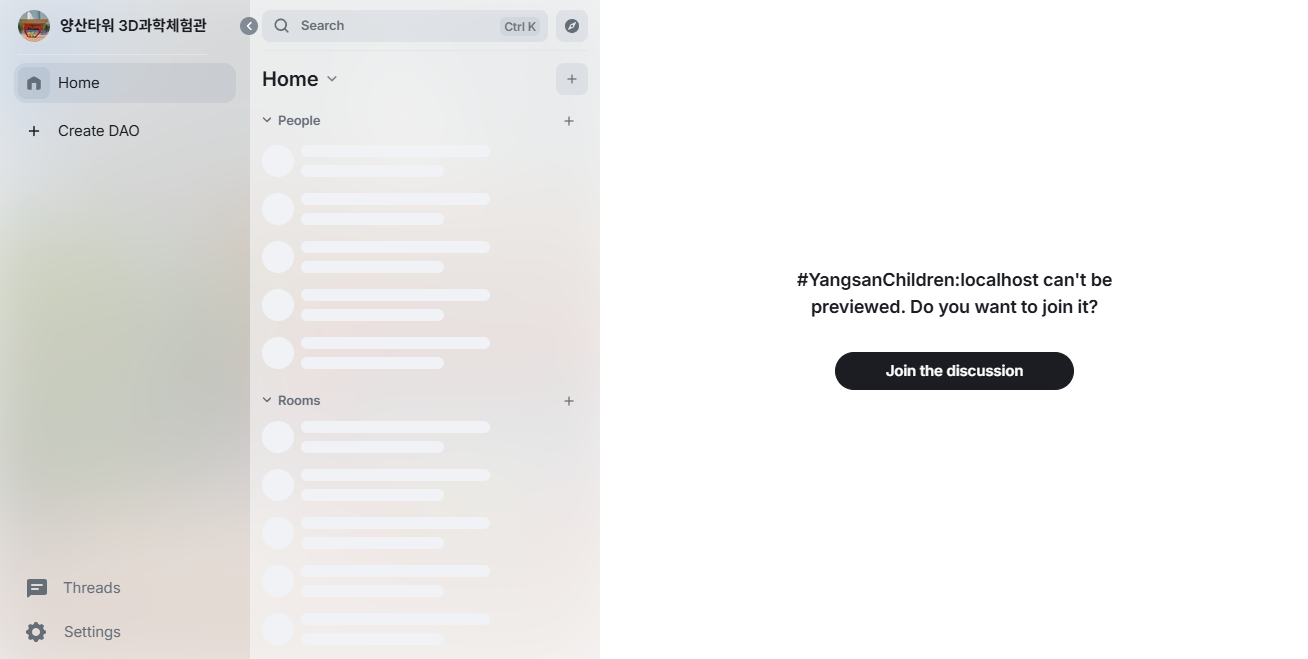 양산타워 3D과학체험관
Home
Create DAO
Threads
Settings
Search
Ctrl K
Home
People
Rooms
#YangsanChildren:localhost can't be
previewed. Do you want to join it?
Join the discussion